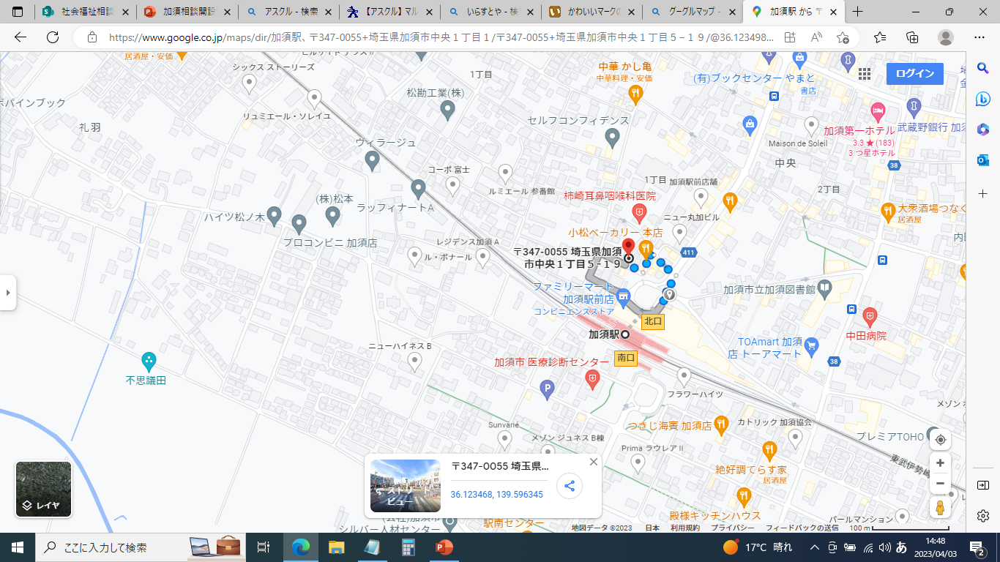 社会福祉相談
加須相談開設
アスクル - 検索
【アスクル】マル
いらすとや - 検
かわいいマークの
グーグルマップ -
加須駅 から 〒
https://www.google.co.jp/maps/dir/加須駅、〒347-0055+埼玉県加須市中央１丁目１/〒347-0055+埼玉県加須市中央１丁目５−１９/@36.123498...
居酒屋・安価
シックス ストーリーズ
1丁目
中華 かし亀
中華料理・安価
(有)ブックセンター やまと
書店
ログイン
ポパインブック
松勘工業(株)
リュミエール・ソレイユ
セルフコンフィデンス
礼羽
加須第一ホテル
3.3 ★ (183)
3 つ星ホテル
武蔵野銀行 加須
ヴィラージュ
Maison de Soleil
中央
38
コーポ 富士
1丁目
加須駅前店舗
2丁目
ルミエール 参番館
柿崎耳鼻咽喉科医院
(株)松本
ラッフィナートA
ハイツ松ノ木
ニュー丸加ビル
大衆酒場つなぐ
居酒屋
プロコンビニ 加須店
レジデンス加須 A
小松ベーカリー 本店
ル・ボナール
〒347-0055 埼玉県加須
市中央１丁目５−１９
411
ファミリーマート
加須駅前店
コンビニエンスストア
加須市立加須図書館
北口
加須駅
中田病院
ニューハイネス B
TOAmart 加須
店 トーアマート
南口
加須市 医療診断センター
38
不思議田
P
フラワーハイツ
Sunvarié
つさじ海賓 加須店
カトリック 加須協会
メゾン ジュネス B棟
プレミアTOHO
Prima ラウレア II
東武伊勢崎
絶好調てらす家
居酒屋
〒347-0055 埼玉県...
36.123468, 139.596345
ストリート
ビュー
レイヤ
殿様キッチンハウス
パールマンション
シルバー人材センター
駅南センター
地図データ ©2023 日本 利用規約 プライバシー フィードバックの送信 100 m
ここに入力して検索
17°C 晴れ
あ
14:48
2023/04/03
2